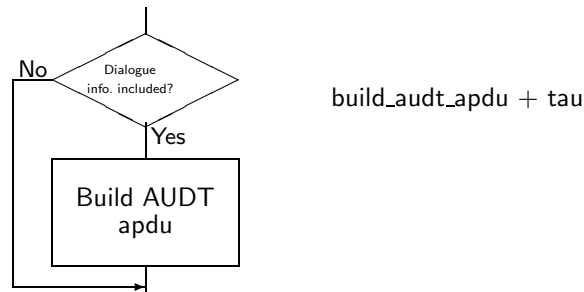 Dialogue
info. included?
No
Yes
Build AUDT
apdu
build_audt_apdu + tau